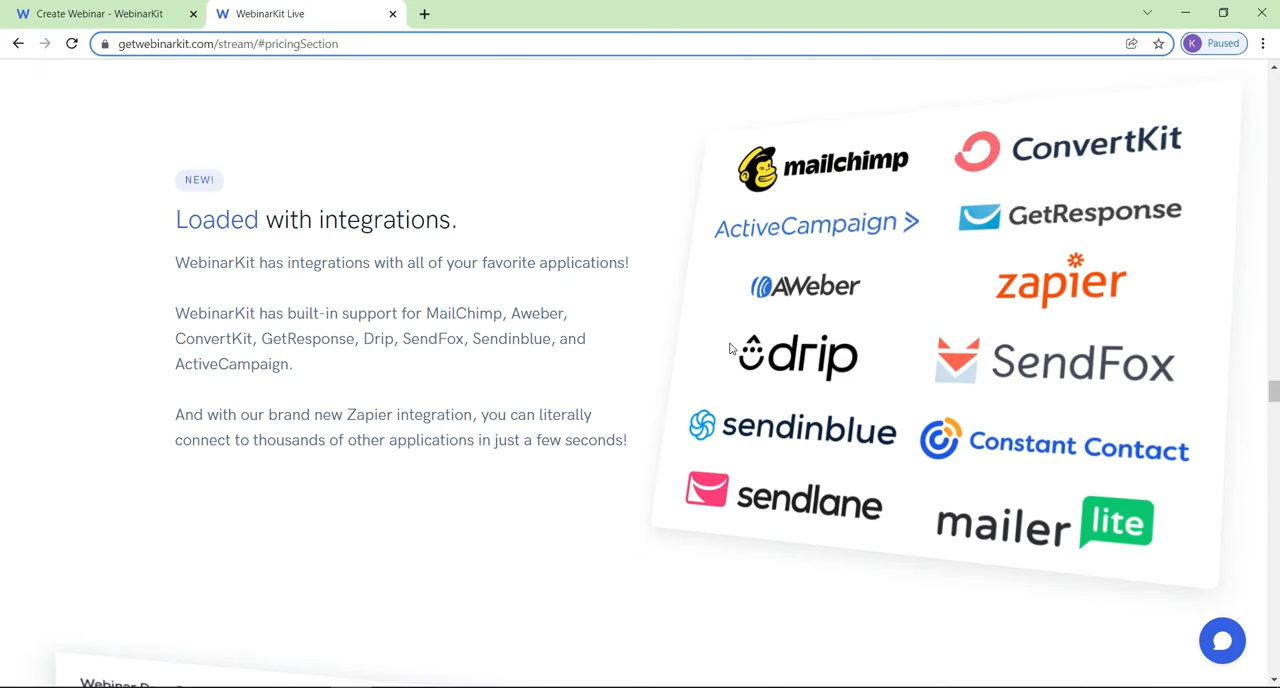 Create Webinar - WebinarKit
WebinarKit Live
getwebinarkit.com/stream/#pricingSection
K Paused
NEW!
Loaded with integrations.
WebinarKit has integrations with all of your favorite applications!
WebinarKit has built-in support for MailChimp, Aweber,
ConvertKit, GetResponse, Drip, SendFox, Sendinblue, and
ActiveCampaign.
And with our brand new Zapier integration, you can literally
connect to thousands of other applications in just a few seconds!
mailchimp
ConvertKit
ActiveCampaign
GetResponse
AWeber
zapier
drip
SendFox
sendinblue
Constant Contact
sendlane
mailer lite
Webinar